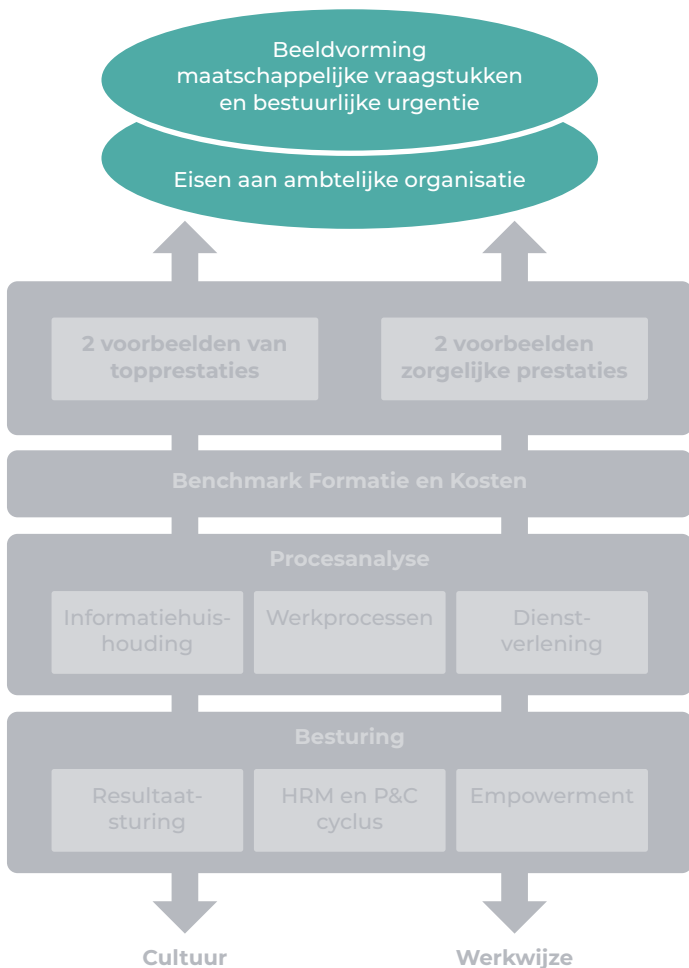 Beeldvorming
maatschappelijke vraagstukken
en bestuurlijke urgentie
Eisen aan ambtelijke organisatie
2 voorbeelden van
topprestaties
2 voorbeelden
zorgelijke prestaties
Benchmark Formatie en Kosten
Procesanalyse
Informatiehuis-
houding
Werkprocessen
Dienst-
verlening
Besturing
Resultaat-
sturing
HRM en P&C
cyclus
Empowerment
Cultuur
Werkwijze